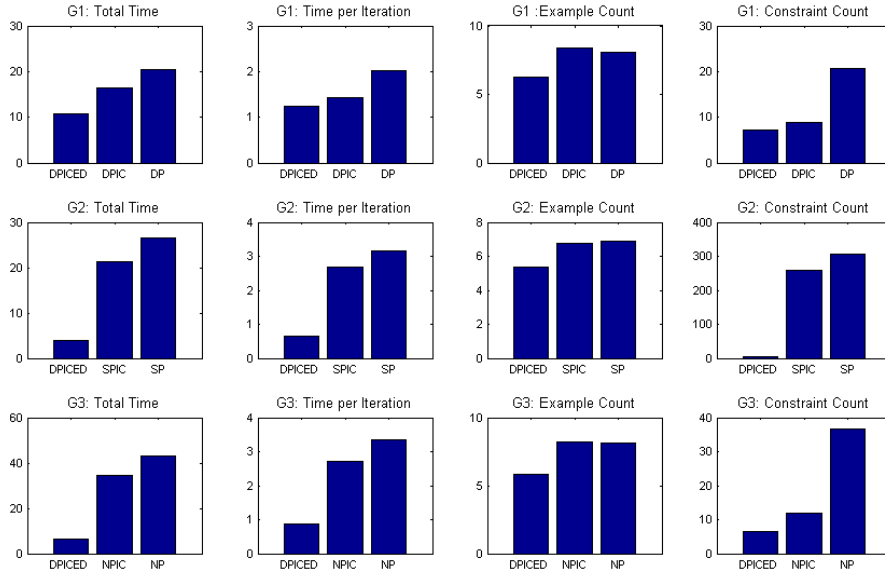 G1: Total Time
30
20
10
0
DPICED DPIC DP
G1: Time per Iteration
3
2
1
0
DPICED DPIC DP
G1 :Example Count
10
5
0
DPICED DPIC DP
G1: Constraint Count
30
20
10
0
DPICED DPIC DP
G2: Total Time
30
20
10
0
DPICED SPIC SP
G2: Time per Iteration
4
3
2
1
0
DPICED SPIC SP
G2: Example Count
8
6
4
2
0
DPICED SPIC SP
G2: Constraint Count
400
300
200
100
0
DPICED SPIC SP
G3: Total Time
60
40
20
0
DPICED NPIC NP
G3: Time per Iteration
4
3
2
1
0
DPICED NPIC NP
G3: Example Count
10
5
0
DPICED NPIC NP
G3: Constraint Count
40
30
20
10
0
DPICED NPIC NP